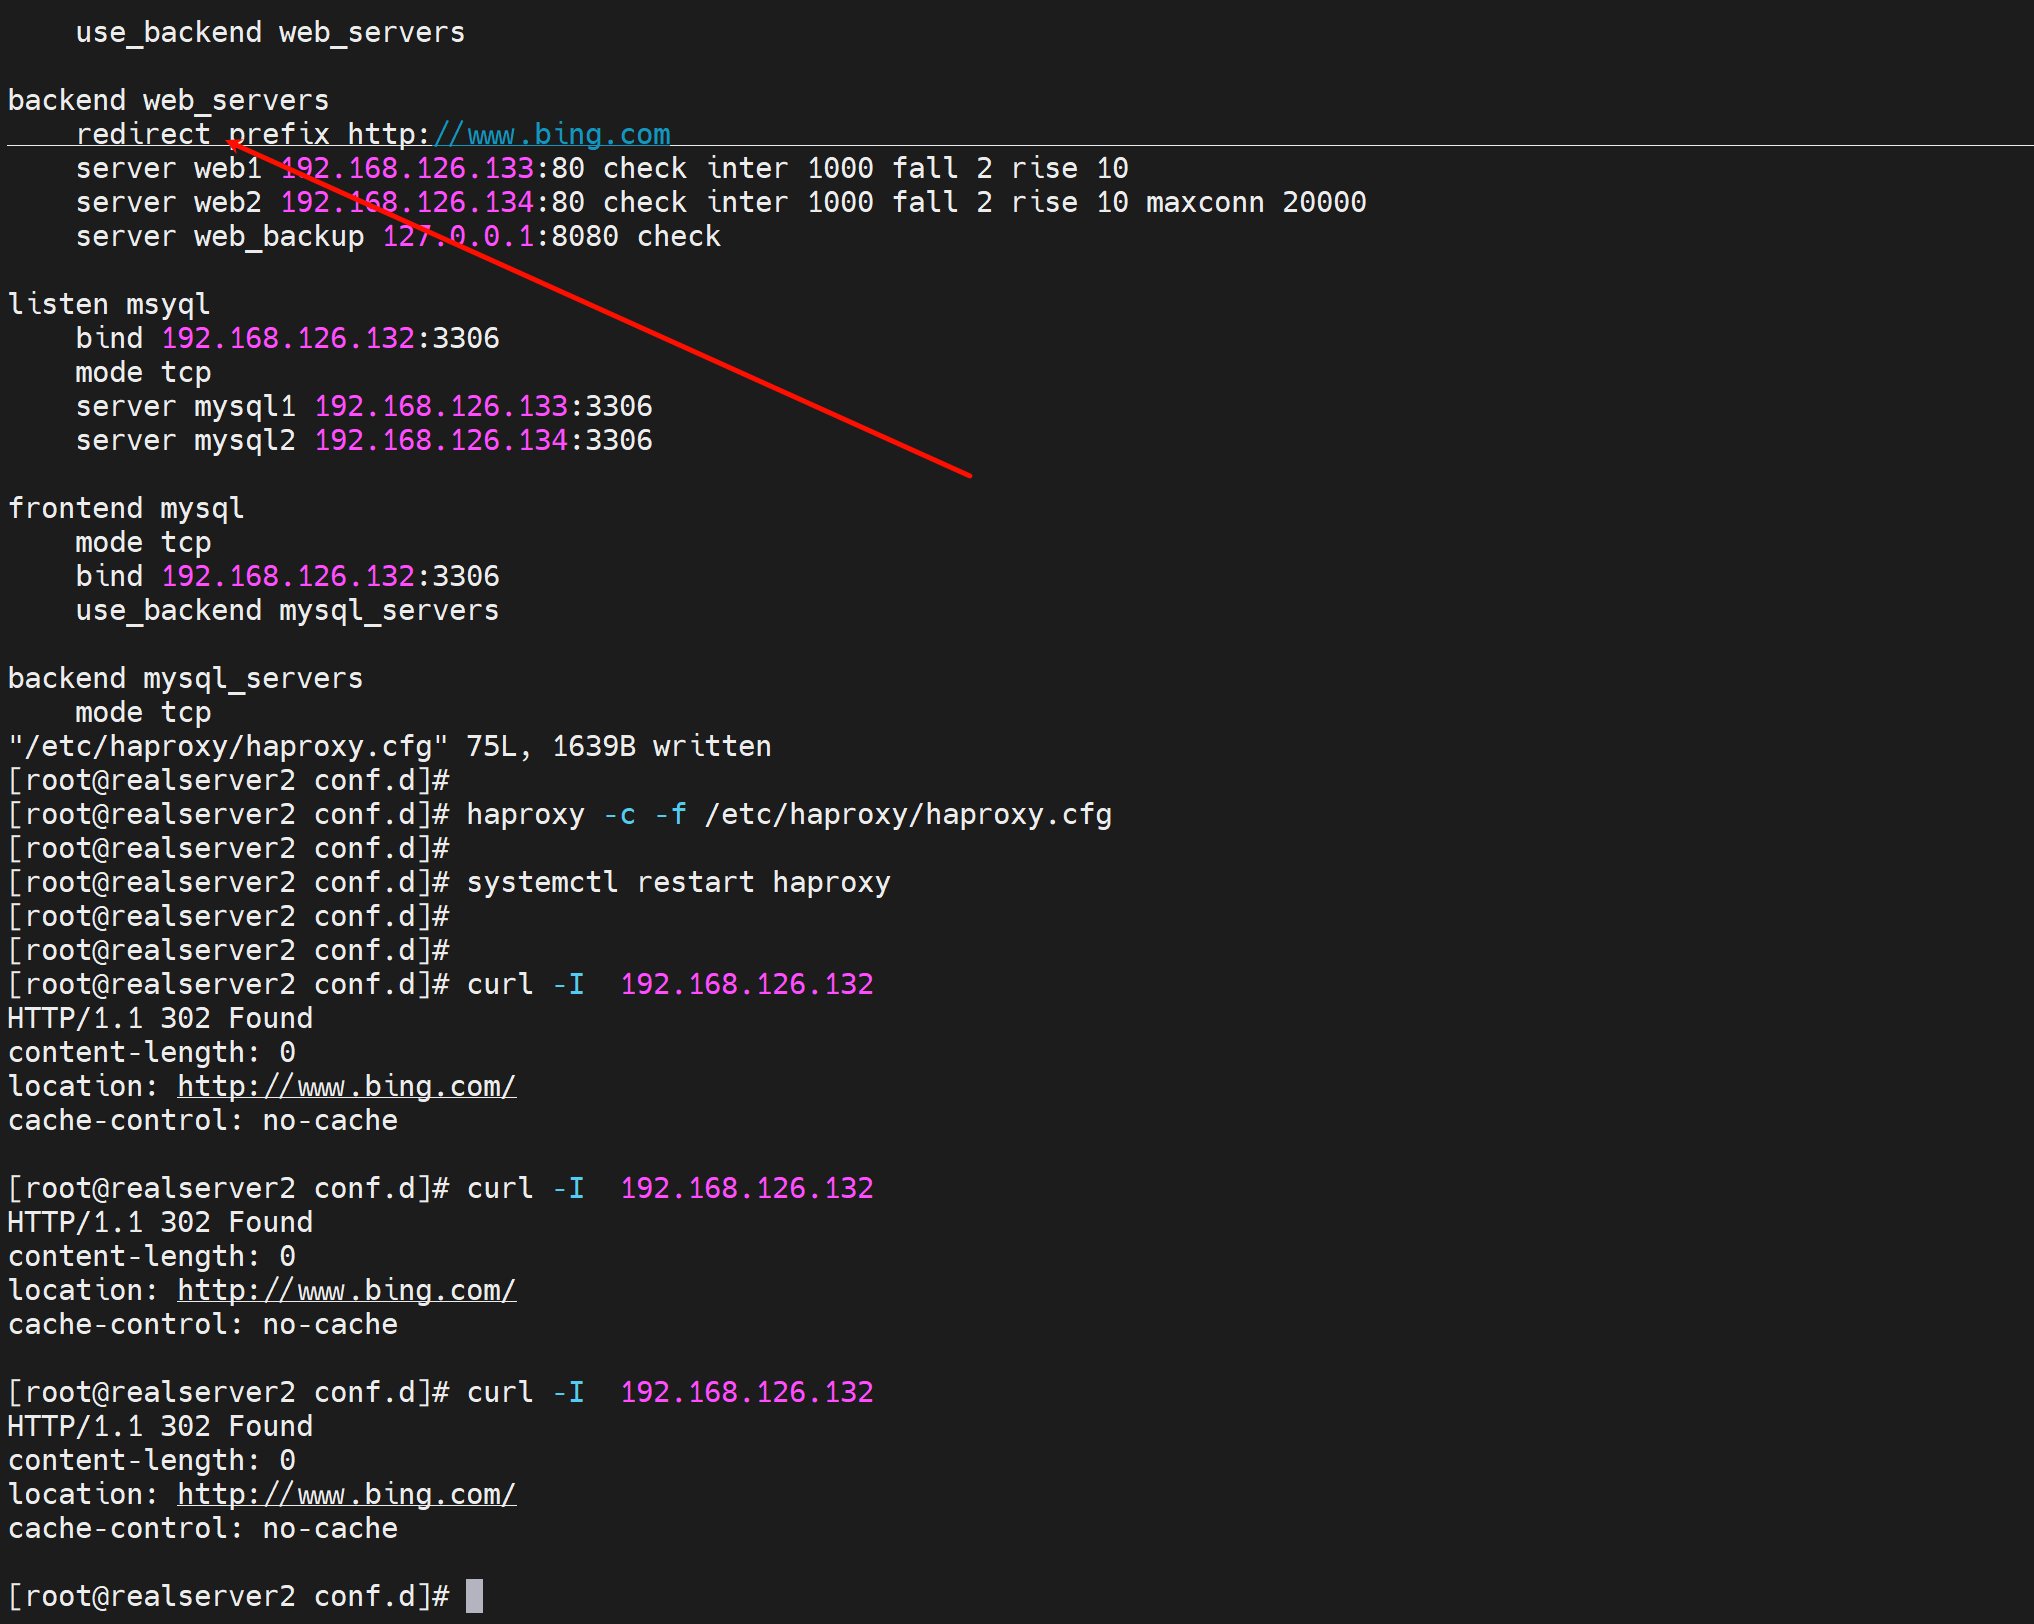 use_backend web_servers
backend web_servers
redirect prefix http://www.bing.com
server web1 192.168.126.133:80 check inter 1000 fall 2 rise 10
server web2 192.168.126.134:80 check inter 1000 fall 2 rise 10 maxconn 20000
server web_backup 127.0.0.1:8080 check
listen msyql
bind 192.168.126.132:3306
mode tcp
server mysql1 192.168.126.133:3306
server mysql2 192.168.126.134:3306
frontend mysql
mode tcp
bind 192.168.126.132:3306
use_backend mysql_servers
backend mysql_servers
mode tcp
"/etc/haproxy/haproxy.cfg" 75L, 1639B written
[root@realserver2 conf.d]#
[root@realserver2 conf.d]# haproxy -c -f /etc/haproxy/haproxy.cfg
[root@realserver2 conf.d]#
[root@realserver2 conf.d]# systemctl restart haproxy
[root@realserver2 conf.d]#
[root@realserver2 conf.d]#
[root@realserver2 conf.d]# curl -I  192.168.126.132
HTTP/1.1 302 Found
content-length: 0
location: http://www.bing.com/
cache-control: no-cache
[root@realserver2 conf.d]# curl -I  192.168.126.132
HTTP/1.1 302 Found
content-length: 0
location: http://www.bing.com/
cache-control: no-cache
[root@realserver2 conf.d]# curl -I  192.168.126.132
HTTP/1.1 302 Found
content-length: 0
location: http://www.bing.com/
cache-control: no-cache
[root@realserver2 conf.d]#